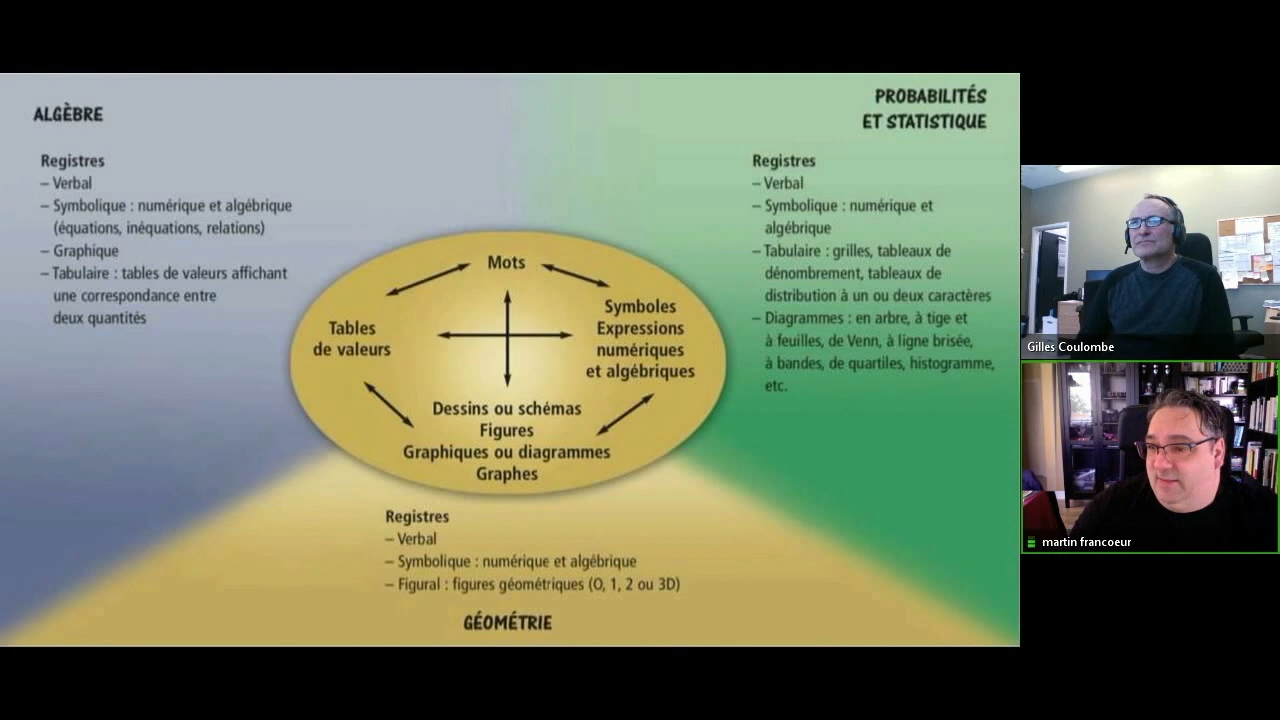 ALGÈBRE
Registres
– Verbal
– Symbolique : numérique et algébrique
(équations, inéquations, relations)
– Graphique
– Tabulaire : tables de valeurs affichant
une correspondance entre
deux quantités
PROBABILITÉS
ET STATISTIQUE
Registres
– Verbal
– Symbolique : numérique et
algébrique
– Tabulaire : grilles, tableaux de
dénombrement, tableaux de
distribution à un ou deux caractères
– Diagrammes : en arbre, à tige et
à feuilles, de Venn, à ligne brisée,
à bandes, de quartiles, histogramme,
etc.
Mots
Tables
de valeurs
Symboles
Expressions
numériques
et algébriques
Dessins ou schémas
Figures
Graphiques ou diagrammes
Graphes
Registres
– Verbal
– Symbolique : numérique et algébrique
– Figural : figures géométriques (O, 1, 2 ou 3D)
GÉOMÉTRIE
Gilles Coulombe
martin francoeur